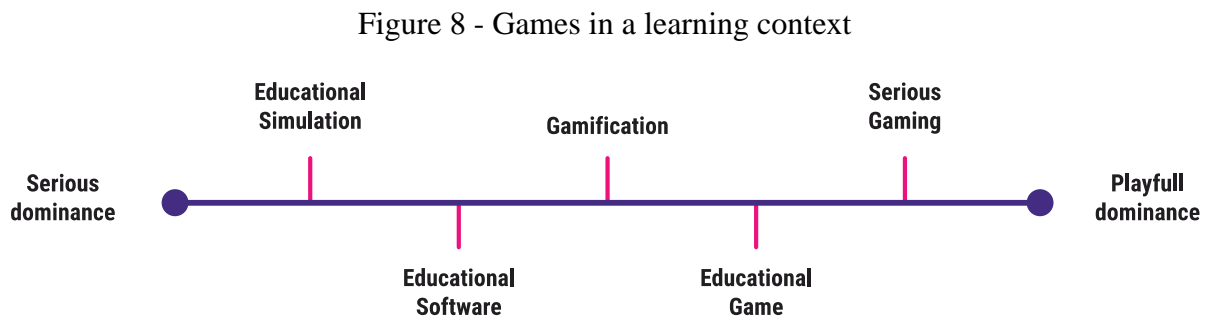 Figure 8 - Games in a learning context
Educational
Simulation
Gamification
Serious
Gaming
Serious
dominance
Playfull
dominance
Educational
Software
Educational
Game